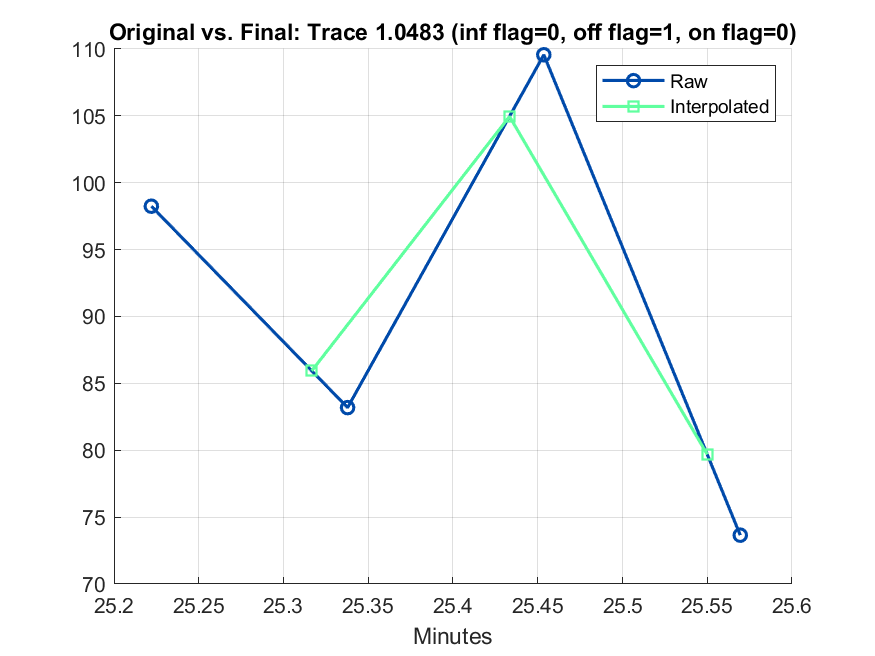 Original vs. Final: Trace 1.0483 (inf flag=0, off flag=1, on flag=0)
110
105
100
95
90
85
80
75
70
Raw
Interpolated
25.2 25.25 25.3 25.35 25.4 25.45 25.5 25.55 25.6
Minutes